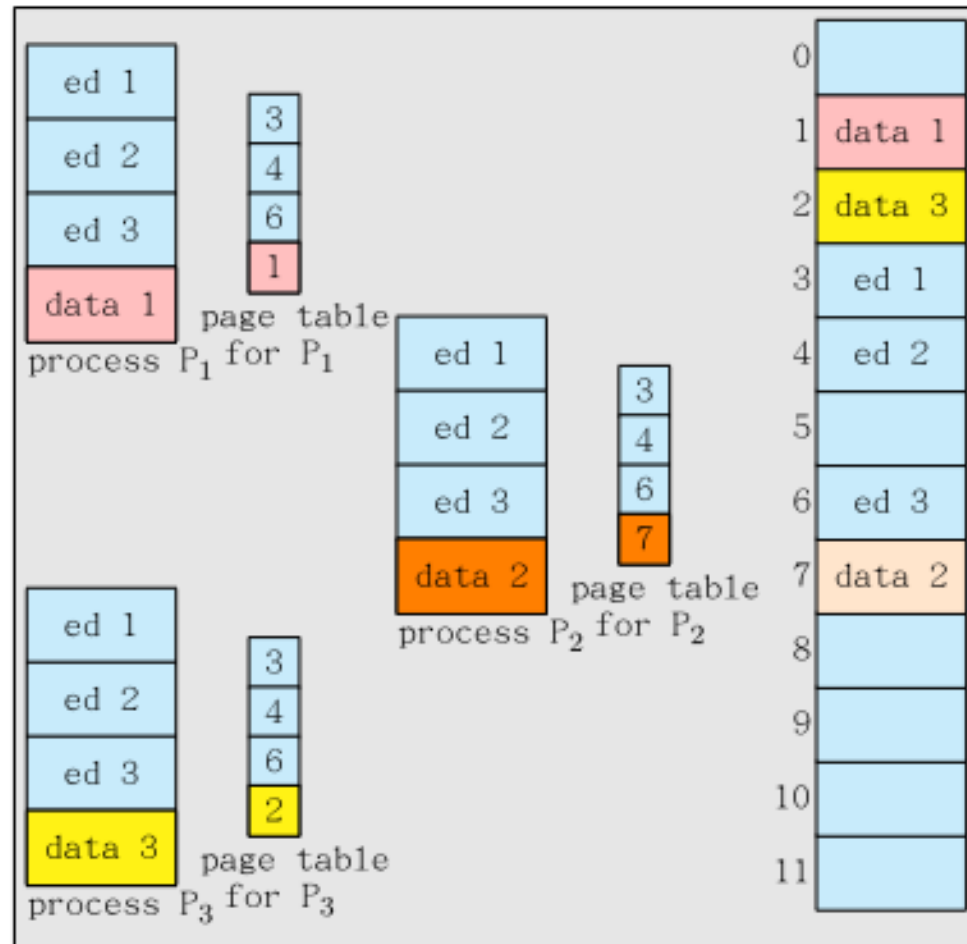 ed 1
ed 2
ed 3
data 1
process P1
3
4
6
1
page table
for P1
ed 1
ed 2
ed 3
data 2
process P2
3
4
6
7
page table
for P2
ed 1
ed 2
ed 3
data 3
process P3
3
4
6
2
page table
for P3
0
1 data 1
2 data 3
3 ed 1
4 ed 2
5
6 ed 3
7 data 2
8
9
10
11